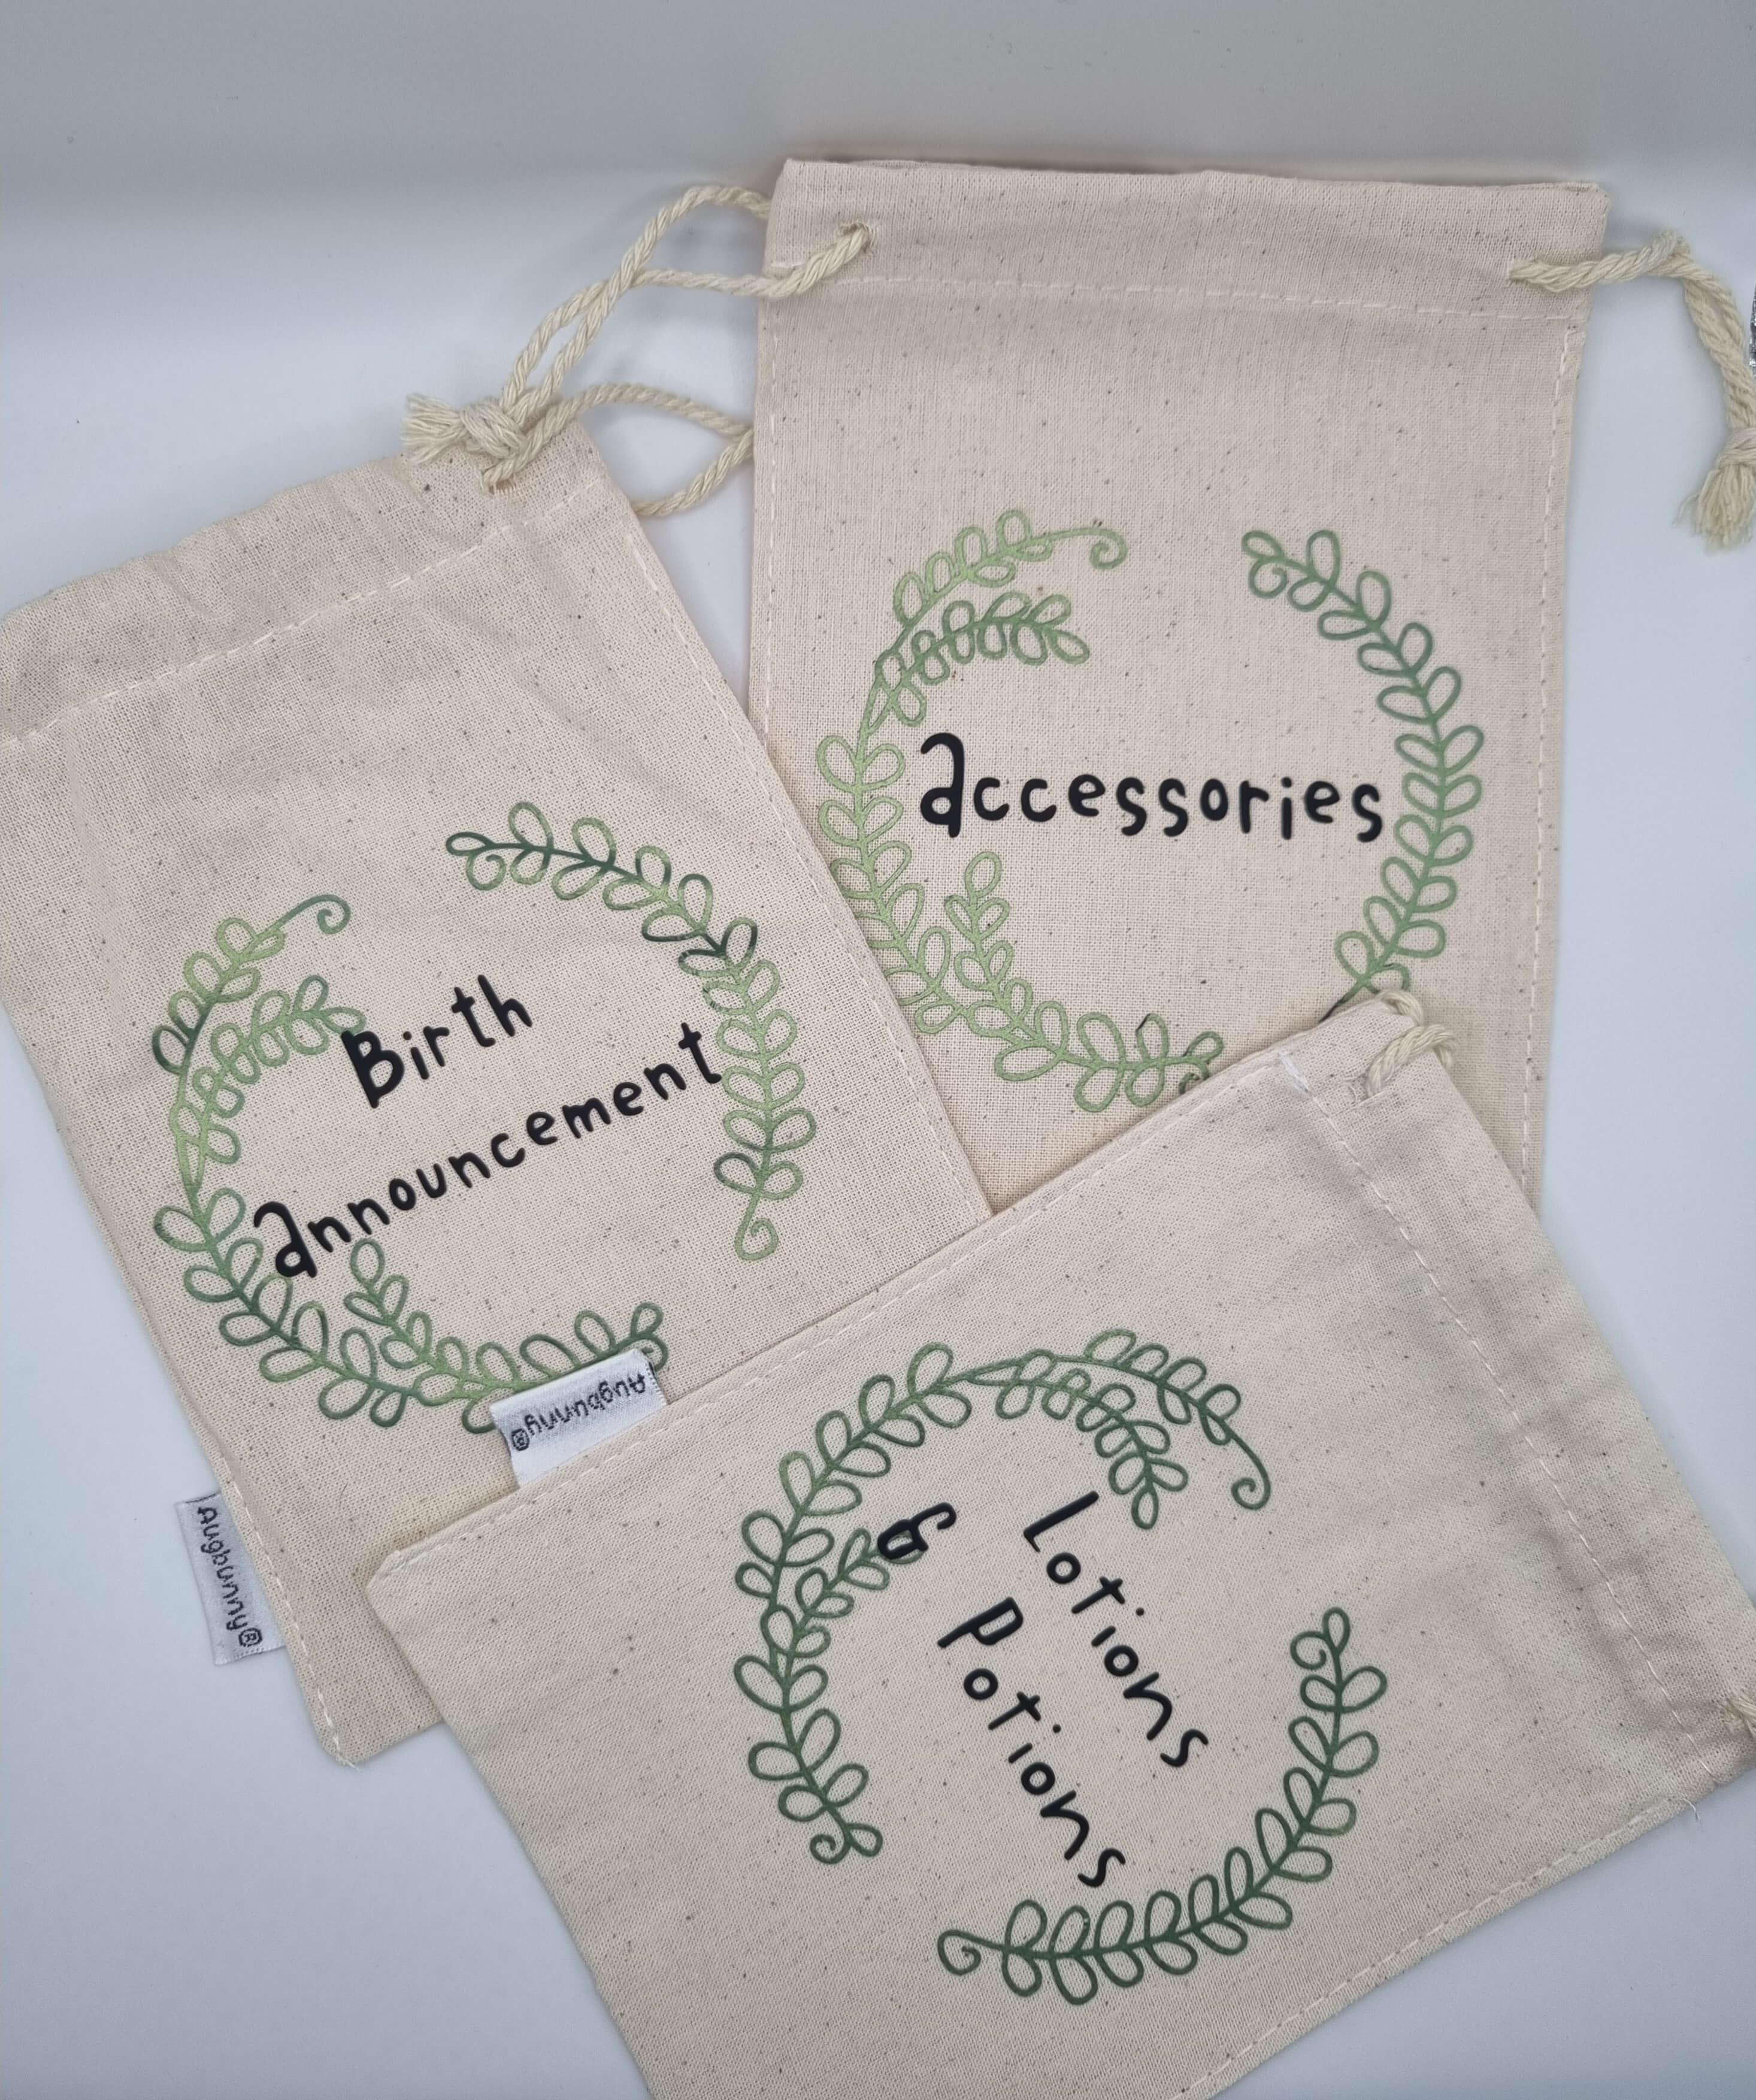 accessories
Birth
announcement
Augbunny®
Augbunny®
Lotions
& Potions